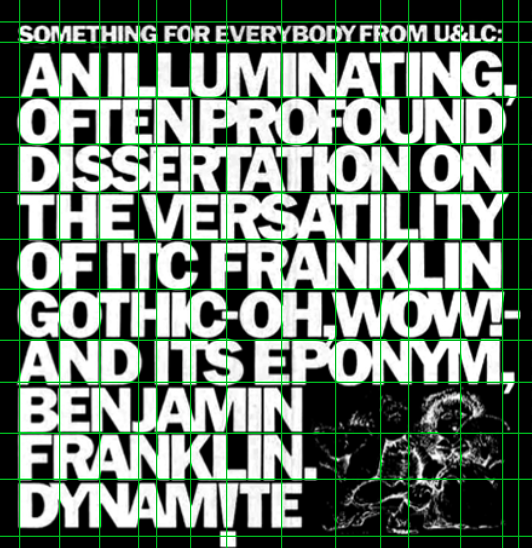 SOMETHING FOR EVERYBODY FROM U&LC:
AN ILLUMINATING,
OFTEN PROFOUND
DISSERTATION ON
THE VERSATILITY
OF ITC FRANKLIN
GOTHIC-OH, WOW!-
AND ITS EPONYM,
BENJAMIN
FRANKLIN.
DYNAMITE